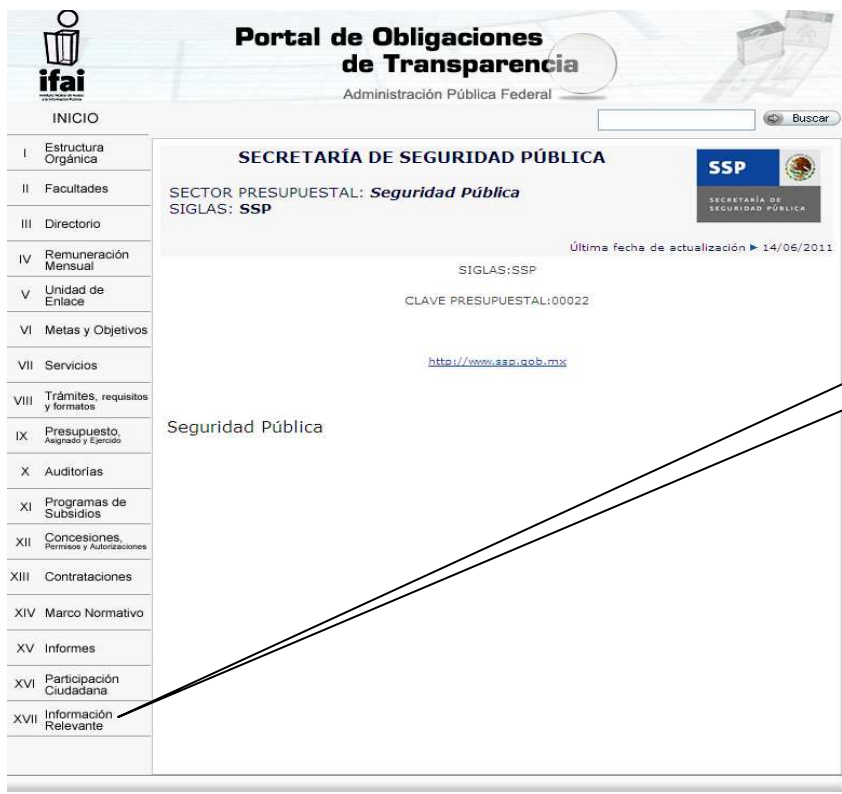 ifai
Portal de Obligaciones
de Transparencia
Administración Pública Federal
INICIO
Buscar
I Estructura
Orgánica
II Facultades
III Directorio
IV Remuneración
Mensual
V Unidad de
Enlace
VI Metas y Objetivos
VII Servicios
VIII Trámites, requisitos
y formatos
IX Presupuesto,
Asignado y Ejercido
X Auditorías
XI Programas de
Subsidios
XII Concesiones,
Permisos y Autorizaciones
XIII Contrataciones
XIV Marco Normativo
XV Informes
XVI Participación
Ciudadana
XVII Información
Relevante
SECRETARÍA DE SEGURIDAD PÚBLICA
SECTOR PRESUPUESTAL: Seguridad Pública
SIGLAS: SSP
SSP
SECRETARÍA DE
SEGURIDAD PÚBLICA
Última fecha de actualización ► 14/06/2011
SIGLAS:SSP
CLAVE PRESUPUESTAL:00022
http://www.ssp.gob.mx
Seguridad Pública